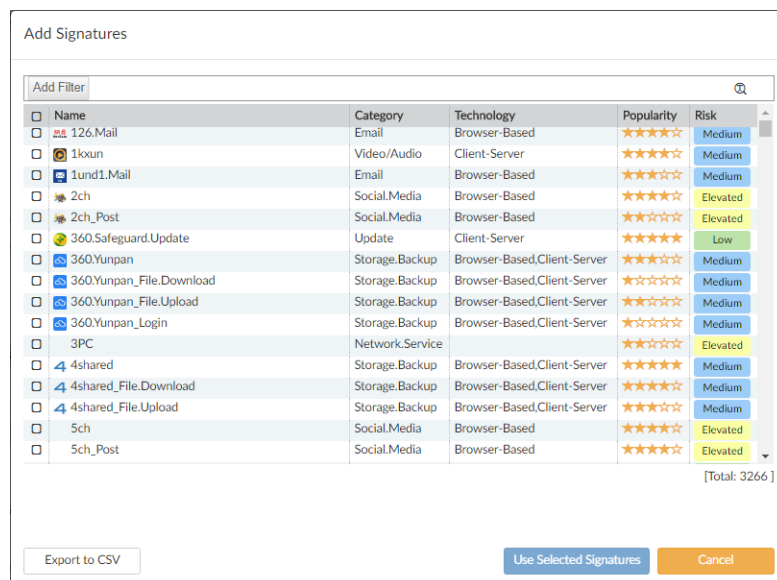 Add Signatures
Add Filter
Name Category Technology Popularity Risk
126.Mail Email Browser-Based Medium
1kxun Video/Audio Client-Server Medium
1und1.Mail Email Browser-Based Medium
2ch Social.Media Browser-Based Elevated
2ch_Post Social.Media Browser-Based Elevated
360.Safeguard.Update Update Client-Server Low
360.Yunpan Storage.Backup Browser-Based,Client-Server Medium
360.Yunpan_File.Download Storage.Backup Browser-Based,Client-Server Medium
360.Yunpan_File.Upload Storage.Backup Browser-Based,Client-Server Medium
360.Yunpan_Login Storage.Backup Browser-Based,Client-Server Medium
3PC Network.Service Elevated
4shared Storage.Backup Browser-Based,Client-Server Medium
4shared_File.Download Storage.Backup Browser-Based,Client-Server Medium
4shared_File.Upload Storage.Backup Browser-Based,Client-Server Medium
5ch Social.Media Browser-Based Elevated
5ch_Post Social.Media Browser-Based Elevated
[Total: 3266 ]
Export to CSV Use Selected Signatures Cancel